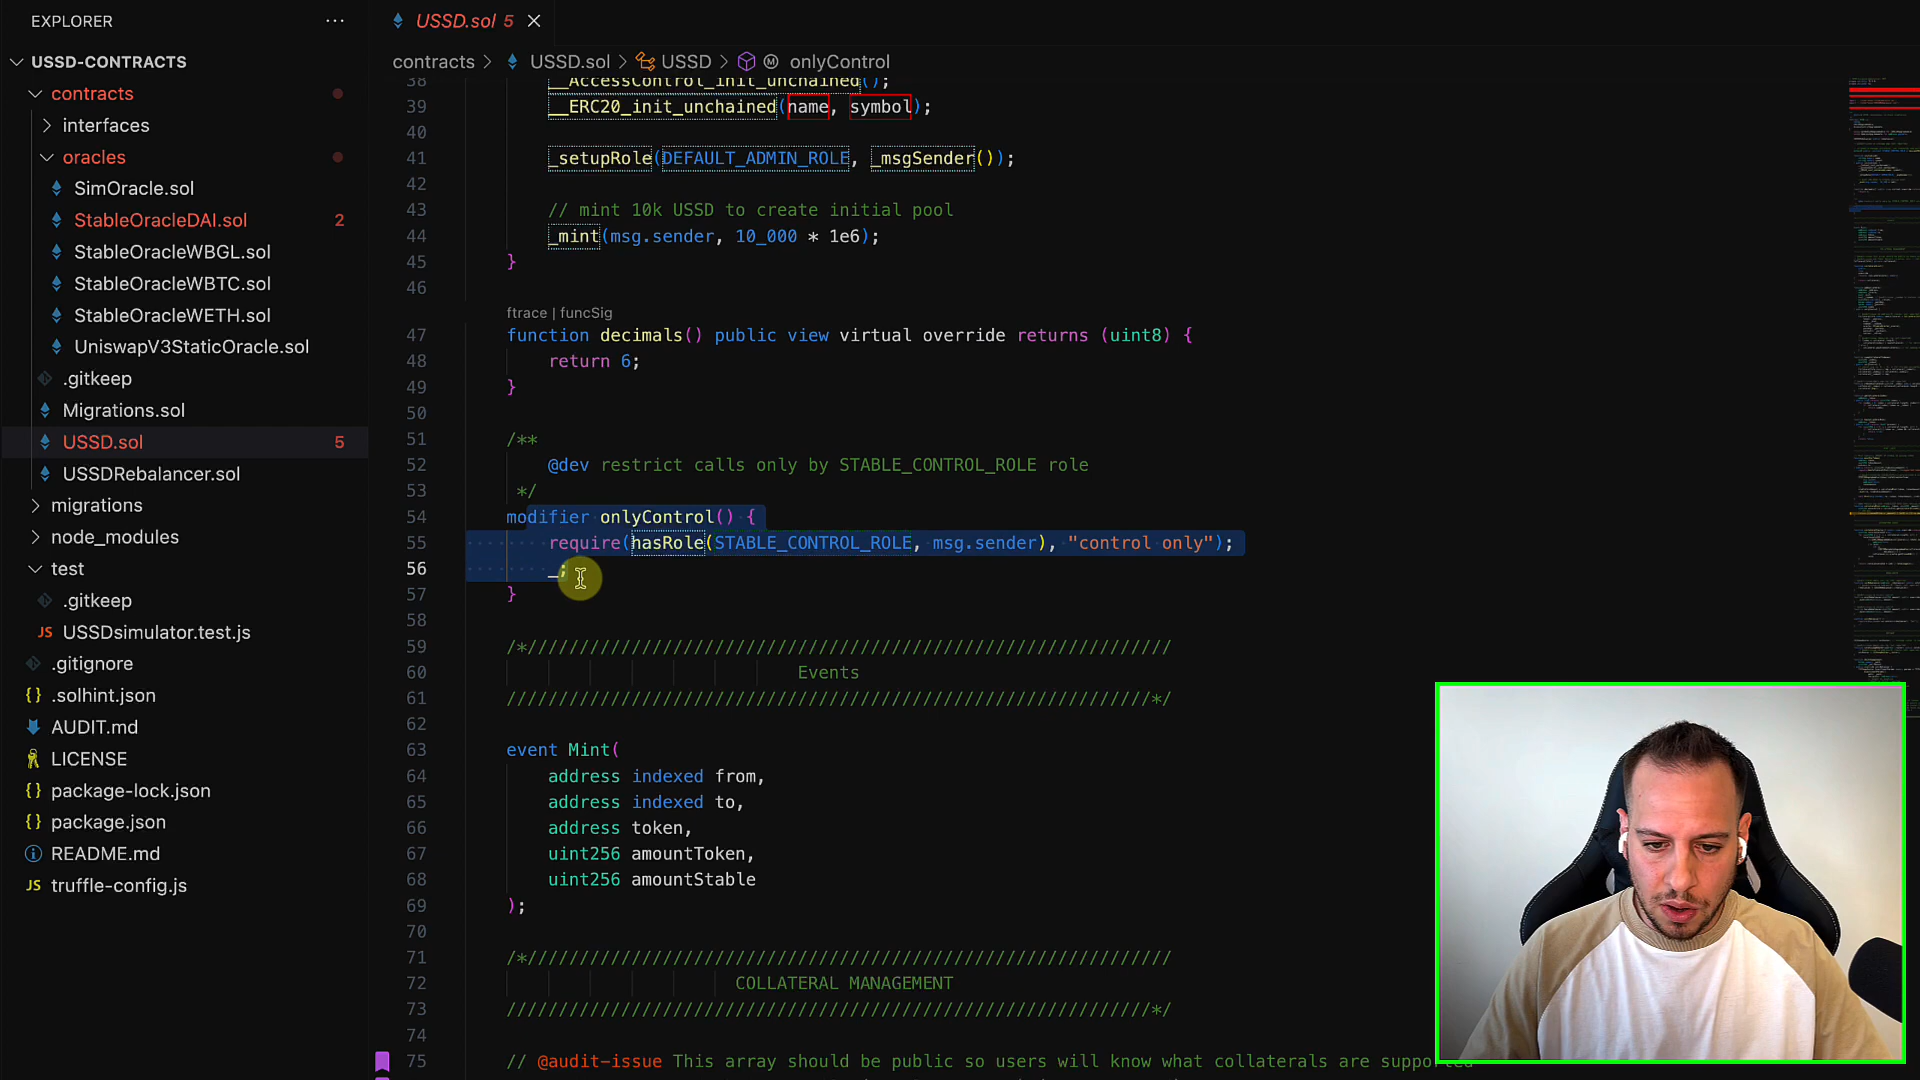 EXPLORER
USSD-CONTRACTS
contracts
interfaces
oracles
SimOracle.sol
StableOracleDAI.sol 2
StableOracleWBGL.sol
StableOracleWBTC.sol
StableOracleWETH.sol
UniswapV3StaticOracle.sol
.gitkeep
Migrations.sol
USSD.sol 5
USSDRebalancer.sol
migrations
node_modules
test
.gitkeep
JS USSDsimulator.test.js
.gitignore
{} .solhint.json
AUDIT.md
LICENSE
{} package-lock.json
{} package.json
README.md
JS truffle-config.js
USSD.sol 5
contracts > USSD.sol > USSD > onlyControl
38 __AccessControl_init_unchained();
39 __ERC20_init_unchained(name, symbol);
40
41 _setupRole(DEFAULT_ADMIN_ROLE, _msgSender());
42
43 // mint 10k USSD to create initial pool
44 _mint(msg.sender, 10_000 * 1e6);
45 }
46
ftrace | funcSig
47 function decimals() public view virtual override returns (uint8) {
48 return 6;
49 }
50
51 /**
52 @dev restrict calls only by STABLE_CONTROL_ROLE role
53 */
54 modifier onlyControl() {
55 require(hasRole(STABLE_CONTROL_ROLE, msg.sender), "control only");
56 _;
57 }
58
59 /*//////////////////////////////////////////////////////////////
60 Events
61 //////////////////////////////////////////////////////////////*/
62
63 event Mint(
64 address indexed from,
65 address indexed to,
66 address token,
67 uint256 amountToken,
68 uint256 amountStable
69 );
70
71 /*//////////////////////////////////////////////////////////////
72 COLLATERAL MANAGEMENT
73 //////////////////////////////////////////////////////////////*/
74
75 // @audit-issue This array should be public so users will know what collaterals are supported